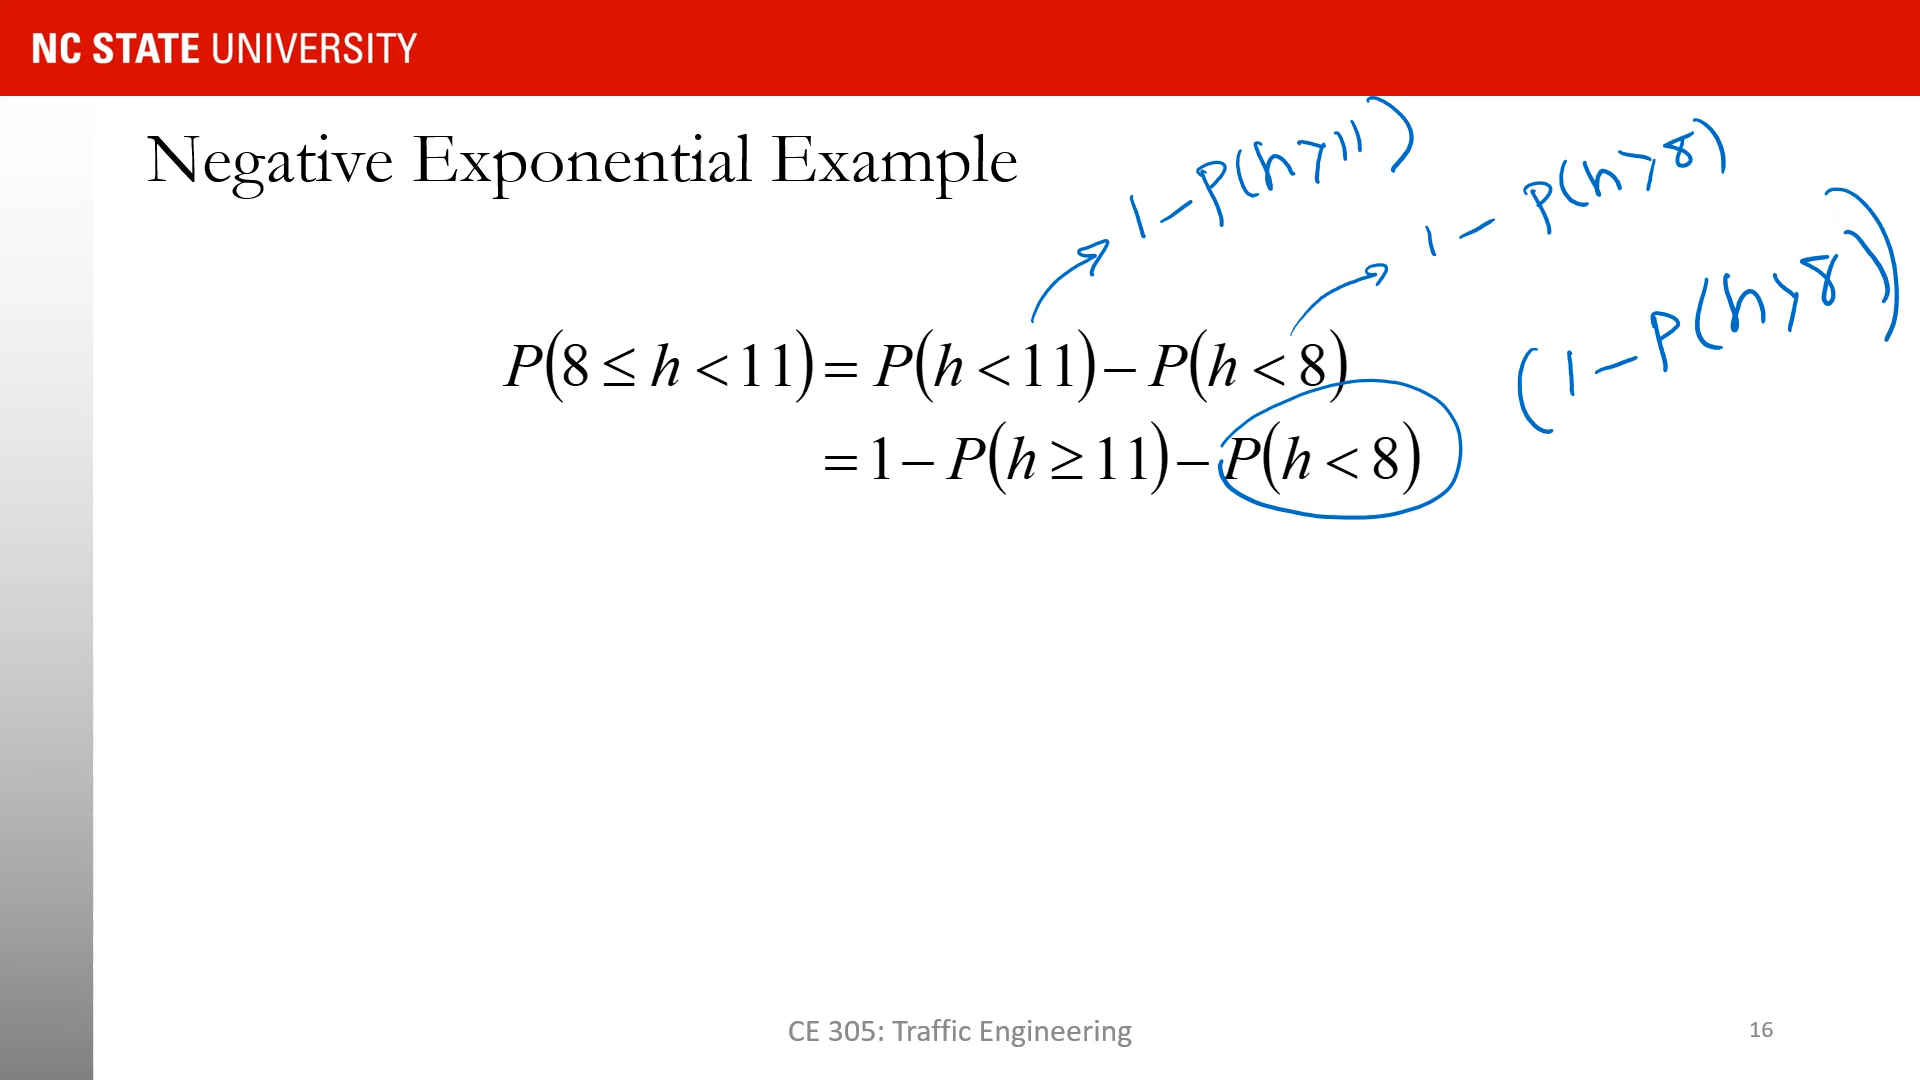 NC STATE UNIVERSITY
Negative Exponential Example
1 - P(h > 11)
1 - P(h > 8)
P(8 ≤ h < 11) = P(h < 11) - P(h < 8)
(1 - P(h > 8))
= 1 - P(h ≥ 11) - P(h < 8)
CE 305: Traffic Engineering
16